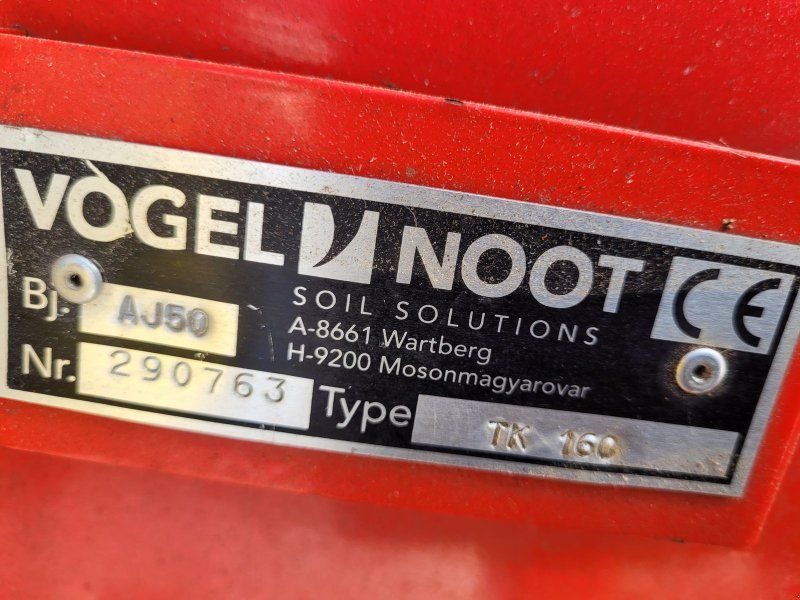 VOGEL NOOT CE
SOIL SOLUTIONS
Bj. AJ50
A-8661 Wartberg
H-9200 Mosonmagyarovar
Nr. 290763
Type TK 160